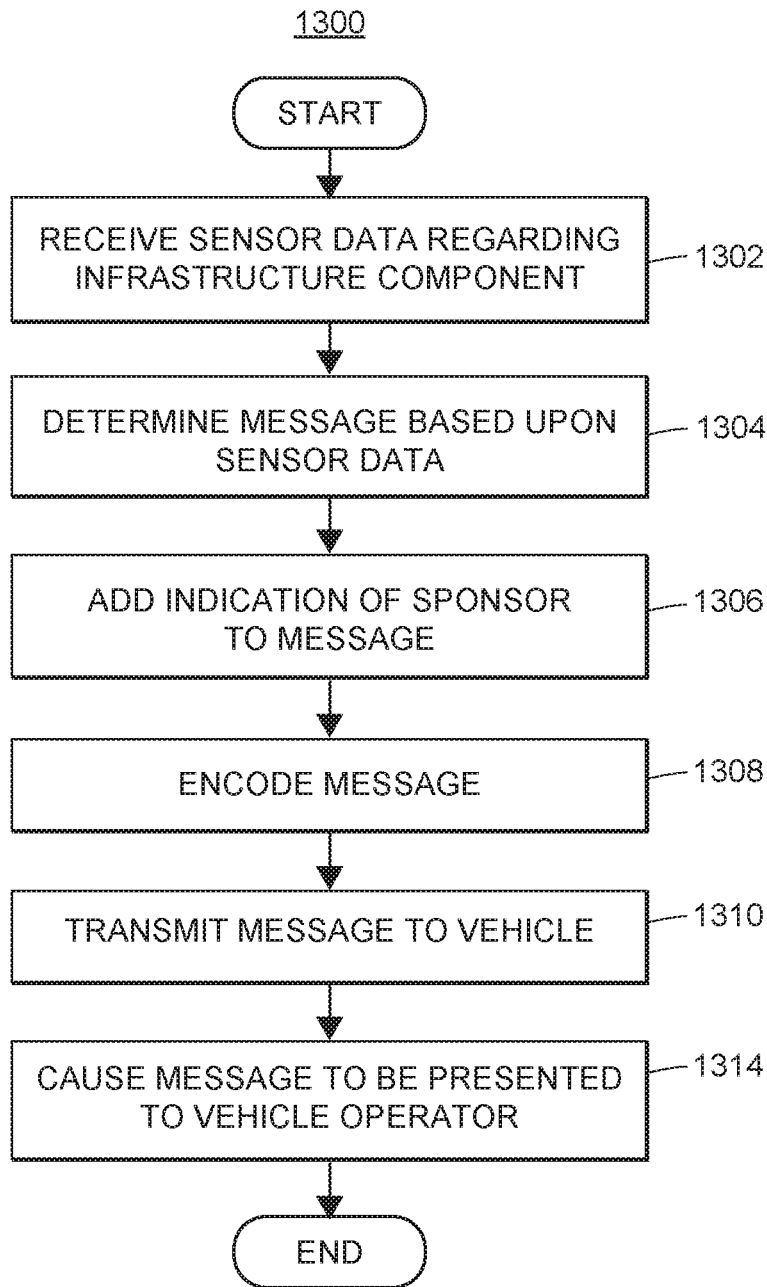 1300
START
RECEIVE SENSOR DATA REGARDING
INFRASTRUCTURE COMPONENT
1302
DETERMINE MESSAGE BASED UPON
SENSOR DATA
1304
ADD INDICATION OF SPONSOR
TO MESSAGE
1306
ENCODE MESSAGE
1308
TRANSMIT MESSAGE TO VEHICLE
1310
CAUSE MESSAGE TO BE PRESENTED
TO VEHICLE OPERATOR
1314
END